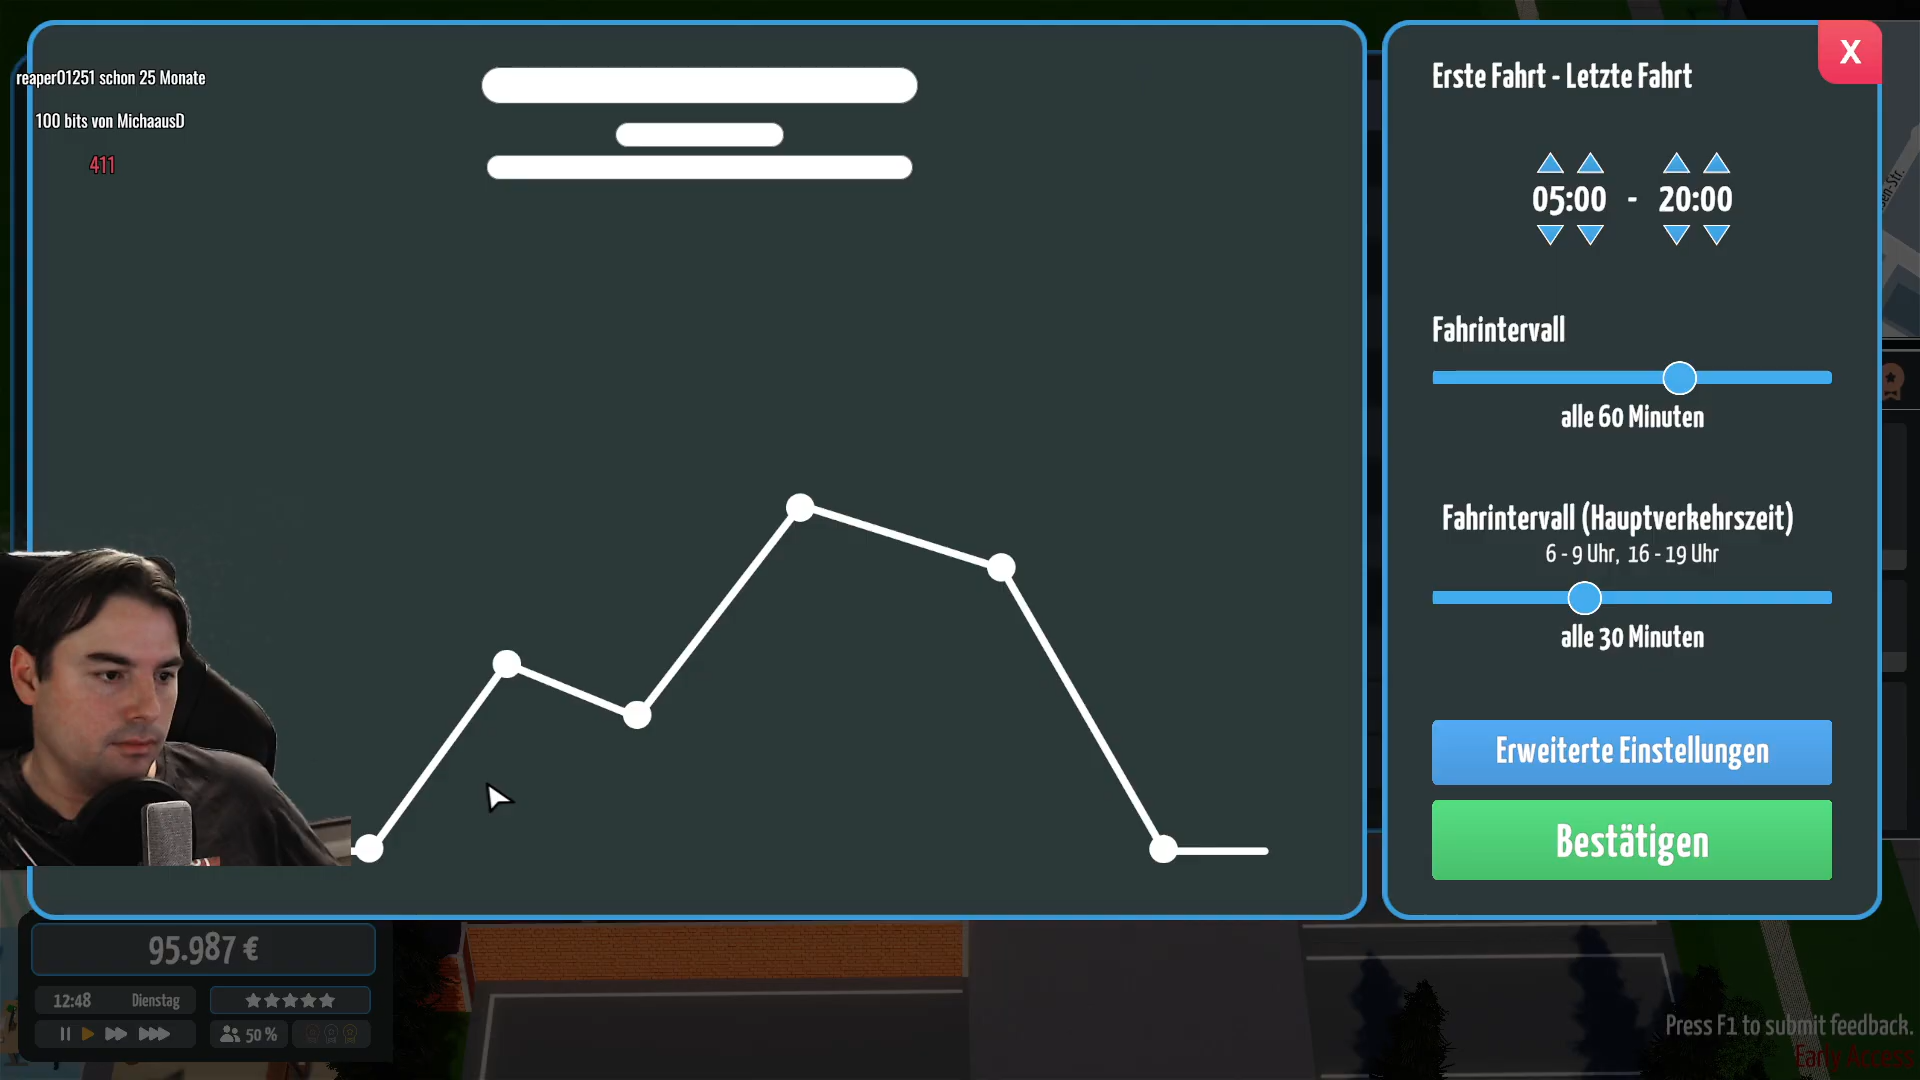 reaper01251 schon 25 Monate
100 bits von MichaausD
411
X
Erste Fahrt - Letzte Fahrt
05:00 - 20:00
Fahrintervall
alle 60 Minuten
Fahrintervall (Hauptverkehrszeit)
6 - 9 Uhr, 16 - 19 Uhr
alle 30 Minuten
Erweiterte Einstellungen
Bestätigen
95.987 €
12:48 Dienstag
50 %
Press F1 to submit feedback.
Early Access